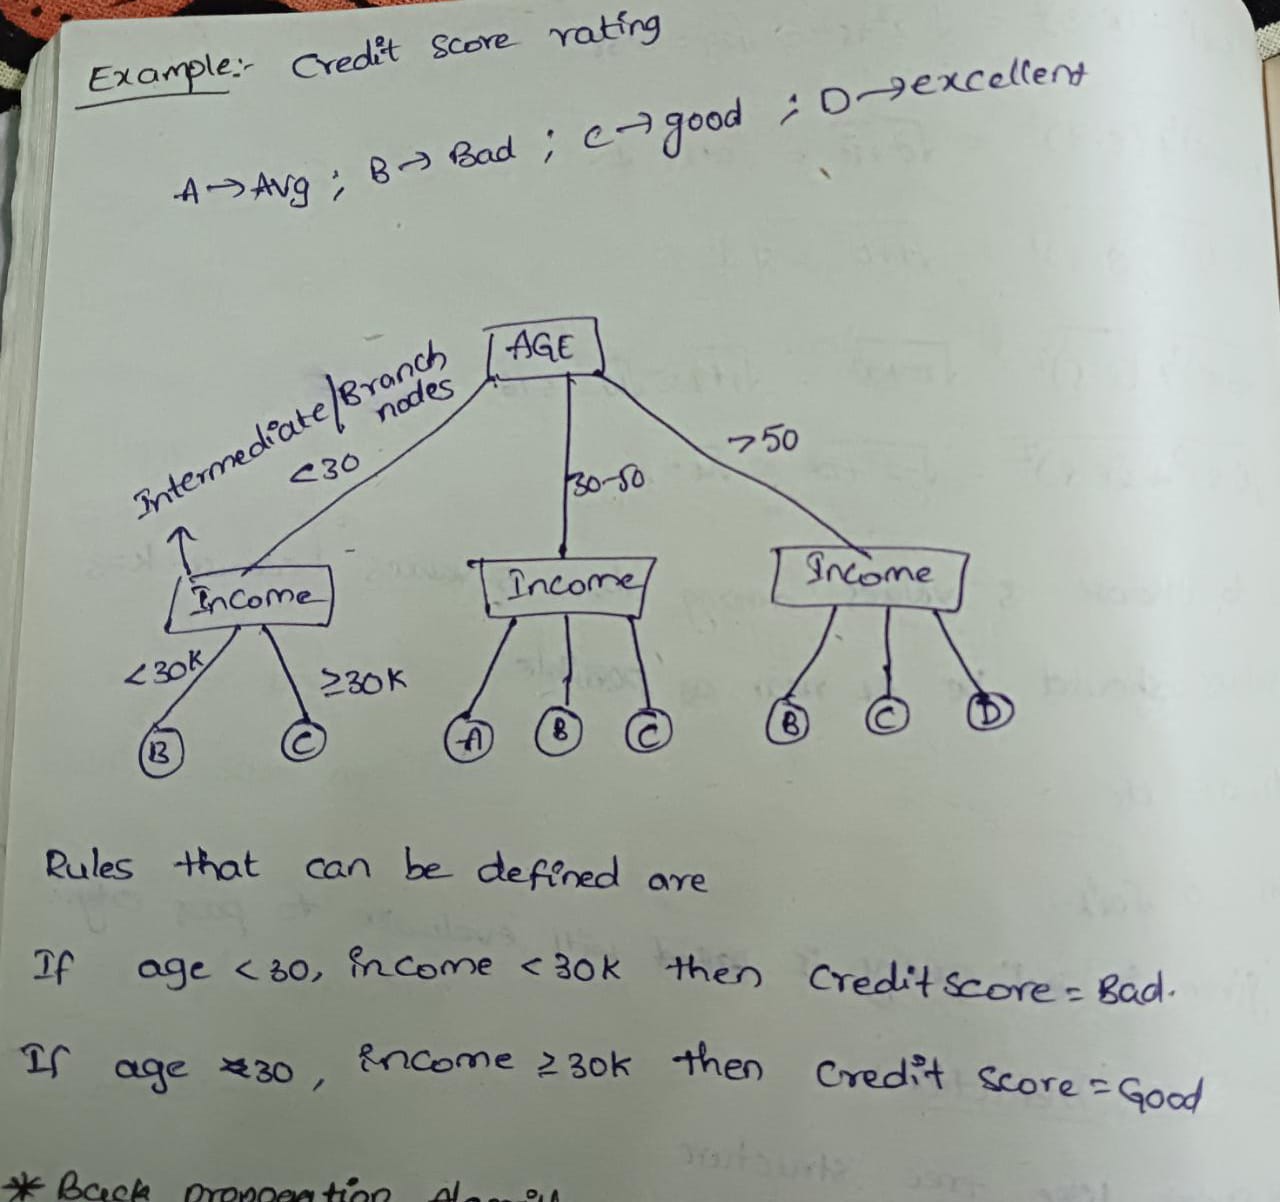 Example:- Credit score rating
A→Avg ; B→Bad ; C→good ; D→excellent
AGE
Intermediate/Branch
nodes
<30
30-50
>50
Income
Income
Income
<30K
≥30K
B
C
A
B
C
B
C
D
Rules that can be defined are
If age <30, income <30K then Credit score = Bad.
If age <30, income ≥30K then Credit score = Good
* Back propogation